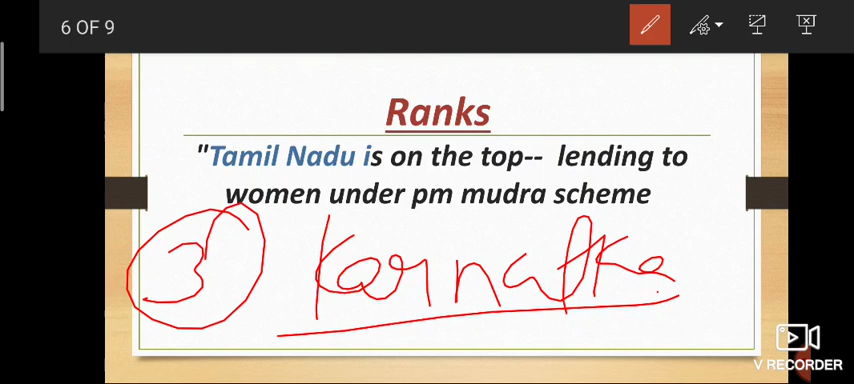 6 OF 9
Ranks
"Tamil Nadu is on the top-- lending to
women under pm mudra scheme
3 Karnatka
V RECORDER